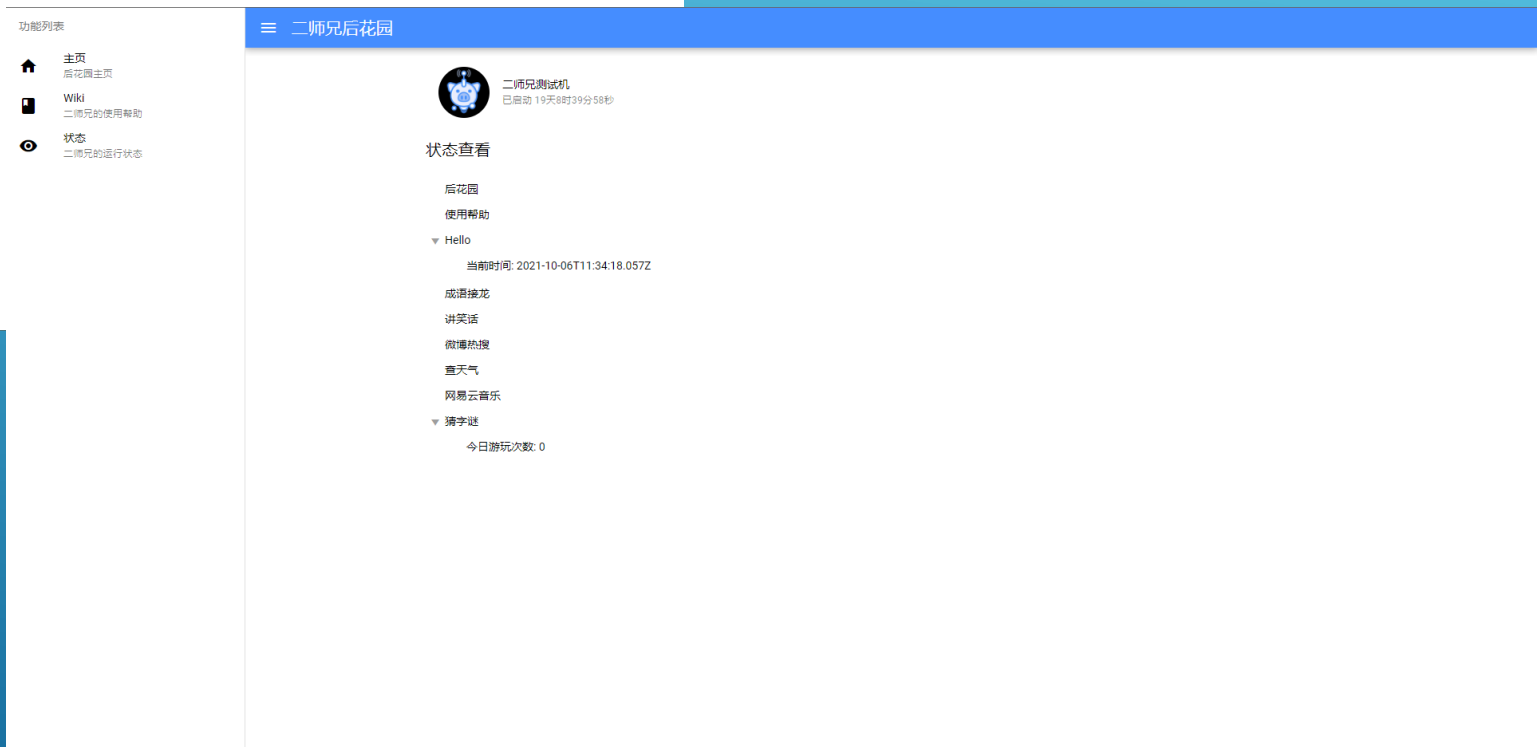 功能列表
主页
后花园主页
Wiki
二师兄的使用帮助
状态
二师兄的运行状态
二师兄后花园
二师兄测试机
已启动 19天8时39分58秒
状态查看
后花园
使用帮助
Hello
当前时间: 2021-10-06T11:34:18.057Z
成语接龙
讲笑话
微博热搜
查天气
网易云音乐
猜字谜
今日游玩次数: 0